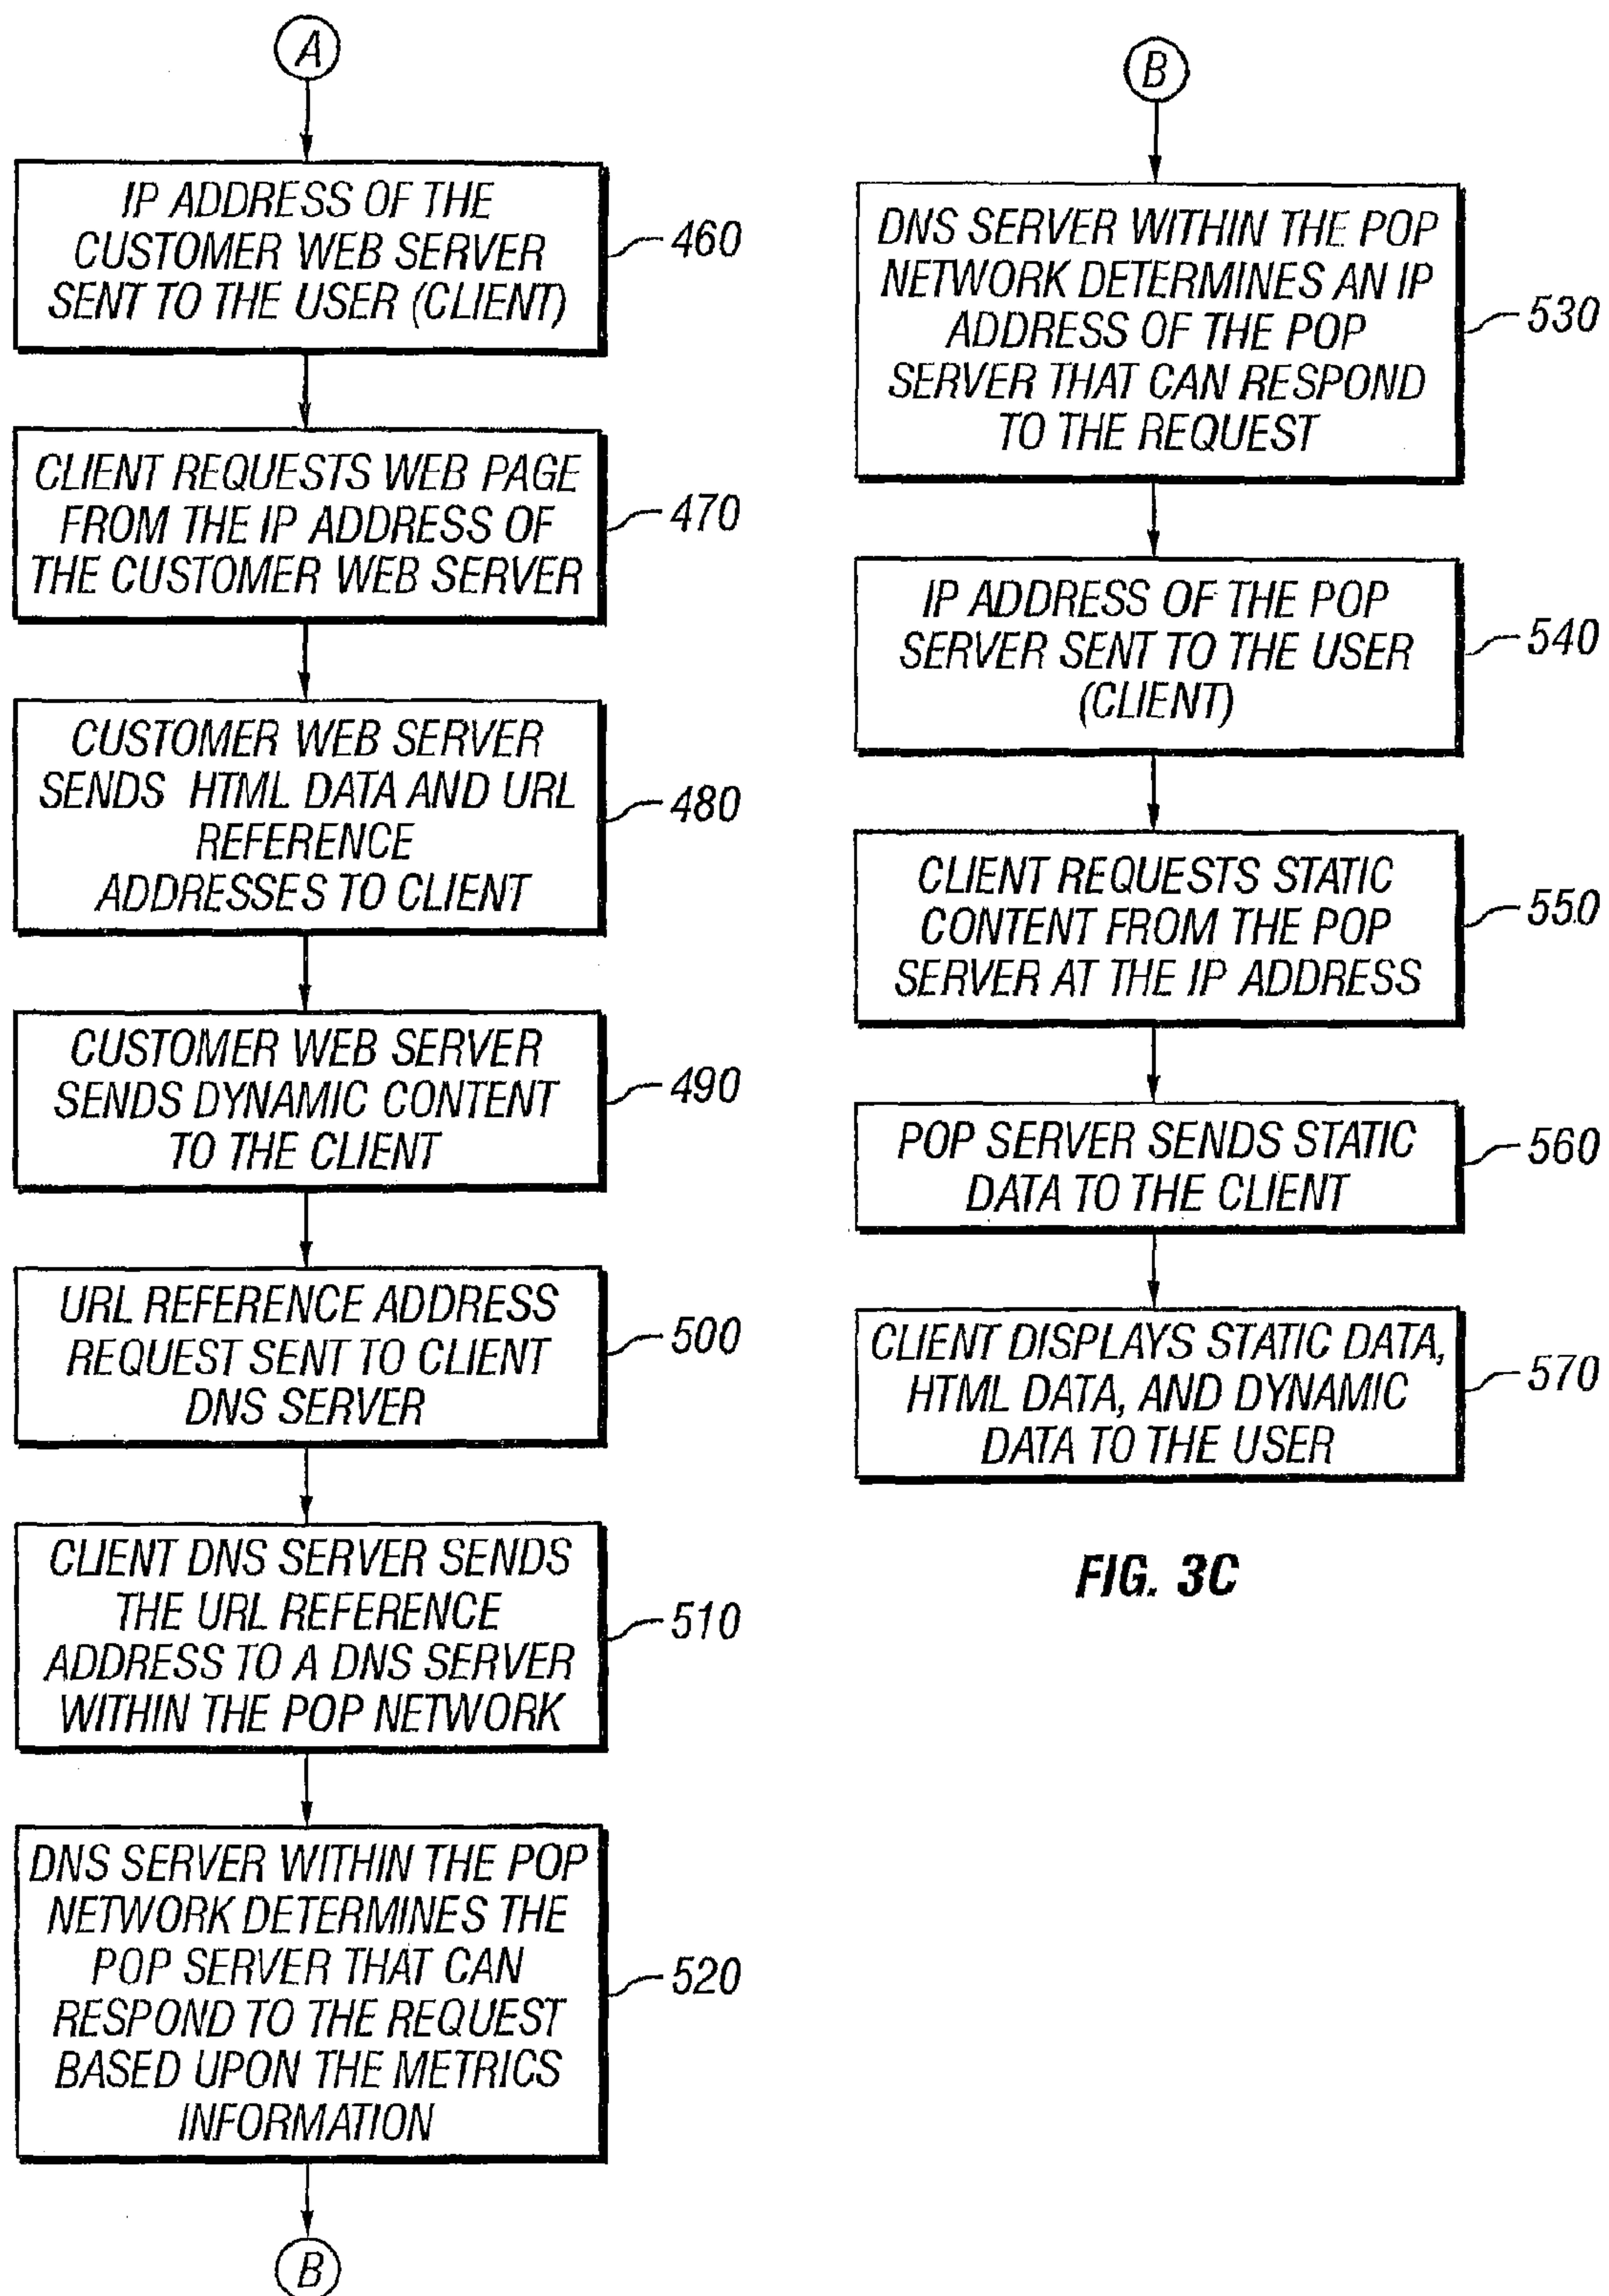 A
IP ADDRESS OF THE
CUSTOMER WEB SERVER
SENT TO THE USER (CLIENT)
460
CLIENT REQUESTS WEB PAGE
FROM THE IP ADDRESS OF
THE CUSTOMER WEB SERVER
470
CUSTOMER WEB SERVER
SENDS HTML DATA AND URL
REFERENCE
ADDRESSES TO CLIENT
480
CUSTOMER WEB SERVER
SENDS DYNAMIC CONTENT
TO THE CLIENT
490
URL REFERENCE ADDRESS
REQUEST SENT TO CLIENT
DNS SERVER
500
CLIENT DNS SERVER SENDS
THE URL REFERENCE
ADDRESS TO A DNS SERVER
WITHIN THE POP NETWORK
510
DNS SERVER WITHIN THE POP
NETWORK DETERMINES THE
POP SERVER THAT CAN
RESPOND TO THE REQUEST
BASED UPON THE METRICS
INFORMATION
520
B
B
DNS SERVER WITHIN THE POP
NETWORK DETERMINES AN IP
ADDRESS OF THE POP
SERVER THAT CAN RESPOND
TO THE REQUEST
530
IP ADDRESS OF THE POP
SERVER SENT TO THE USER
(CLIENT)
540
CLIENT REQUESTS STATIC
CONTENT FROM THE POP
SERVER AT THE IP ADDRESS
550
POP SERVER SENDS STATIC
DATA TO THE CLIENT
560
CLIENT DISPLAYS STATIC DATA,
HTML DATA, AND DYNAMIC
DATA TO THE USER
570
FIG. 3C